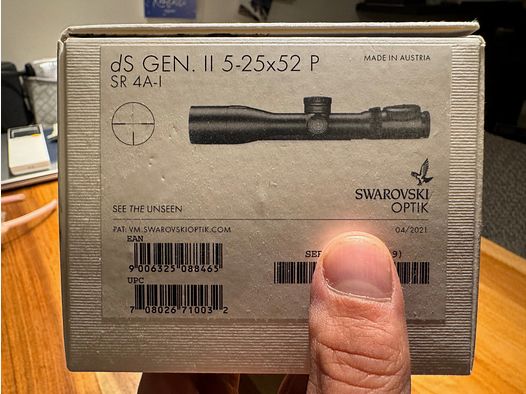 dS GEN. II 5-25x52 P
MADE IN AUSTRIA
SR 4A-I
SWAROVSKI
OPTIK
SEE THE UNSEEN
PAT: VM.SWAROVSKIOPTIK.COM
04/2021
EAN
9 006325 088465
UPC
7 08026 71003 2